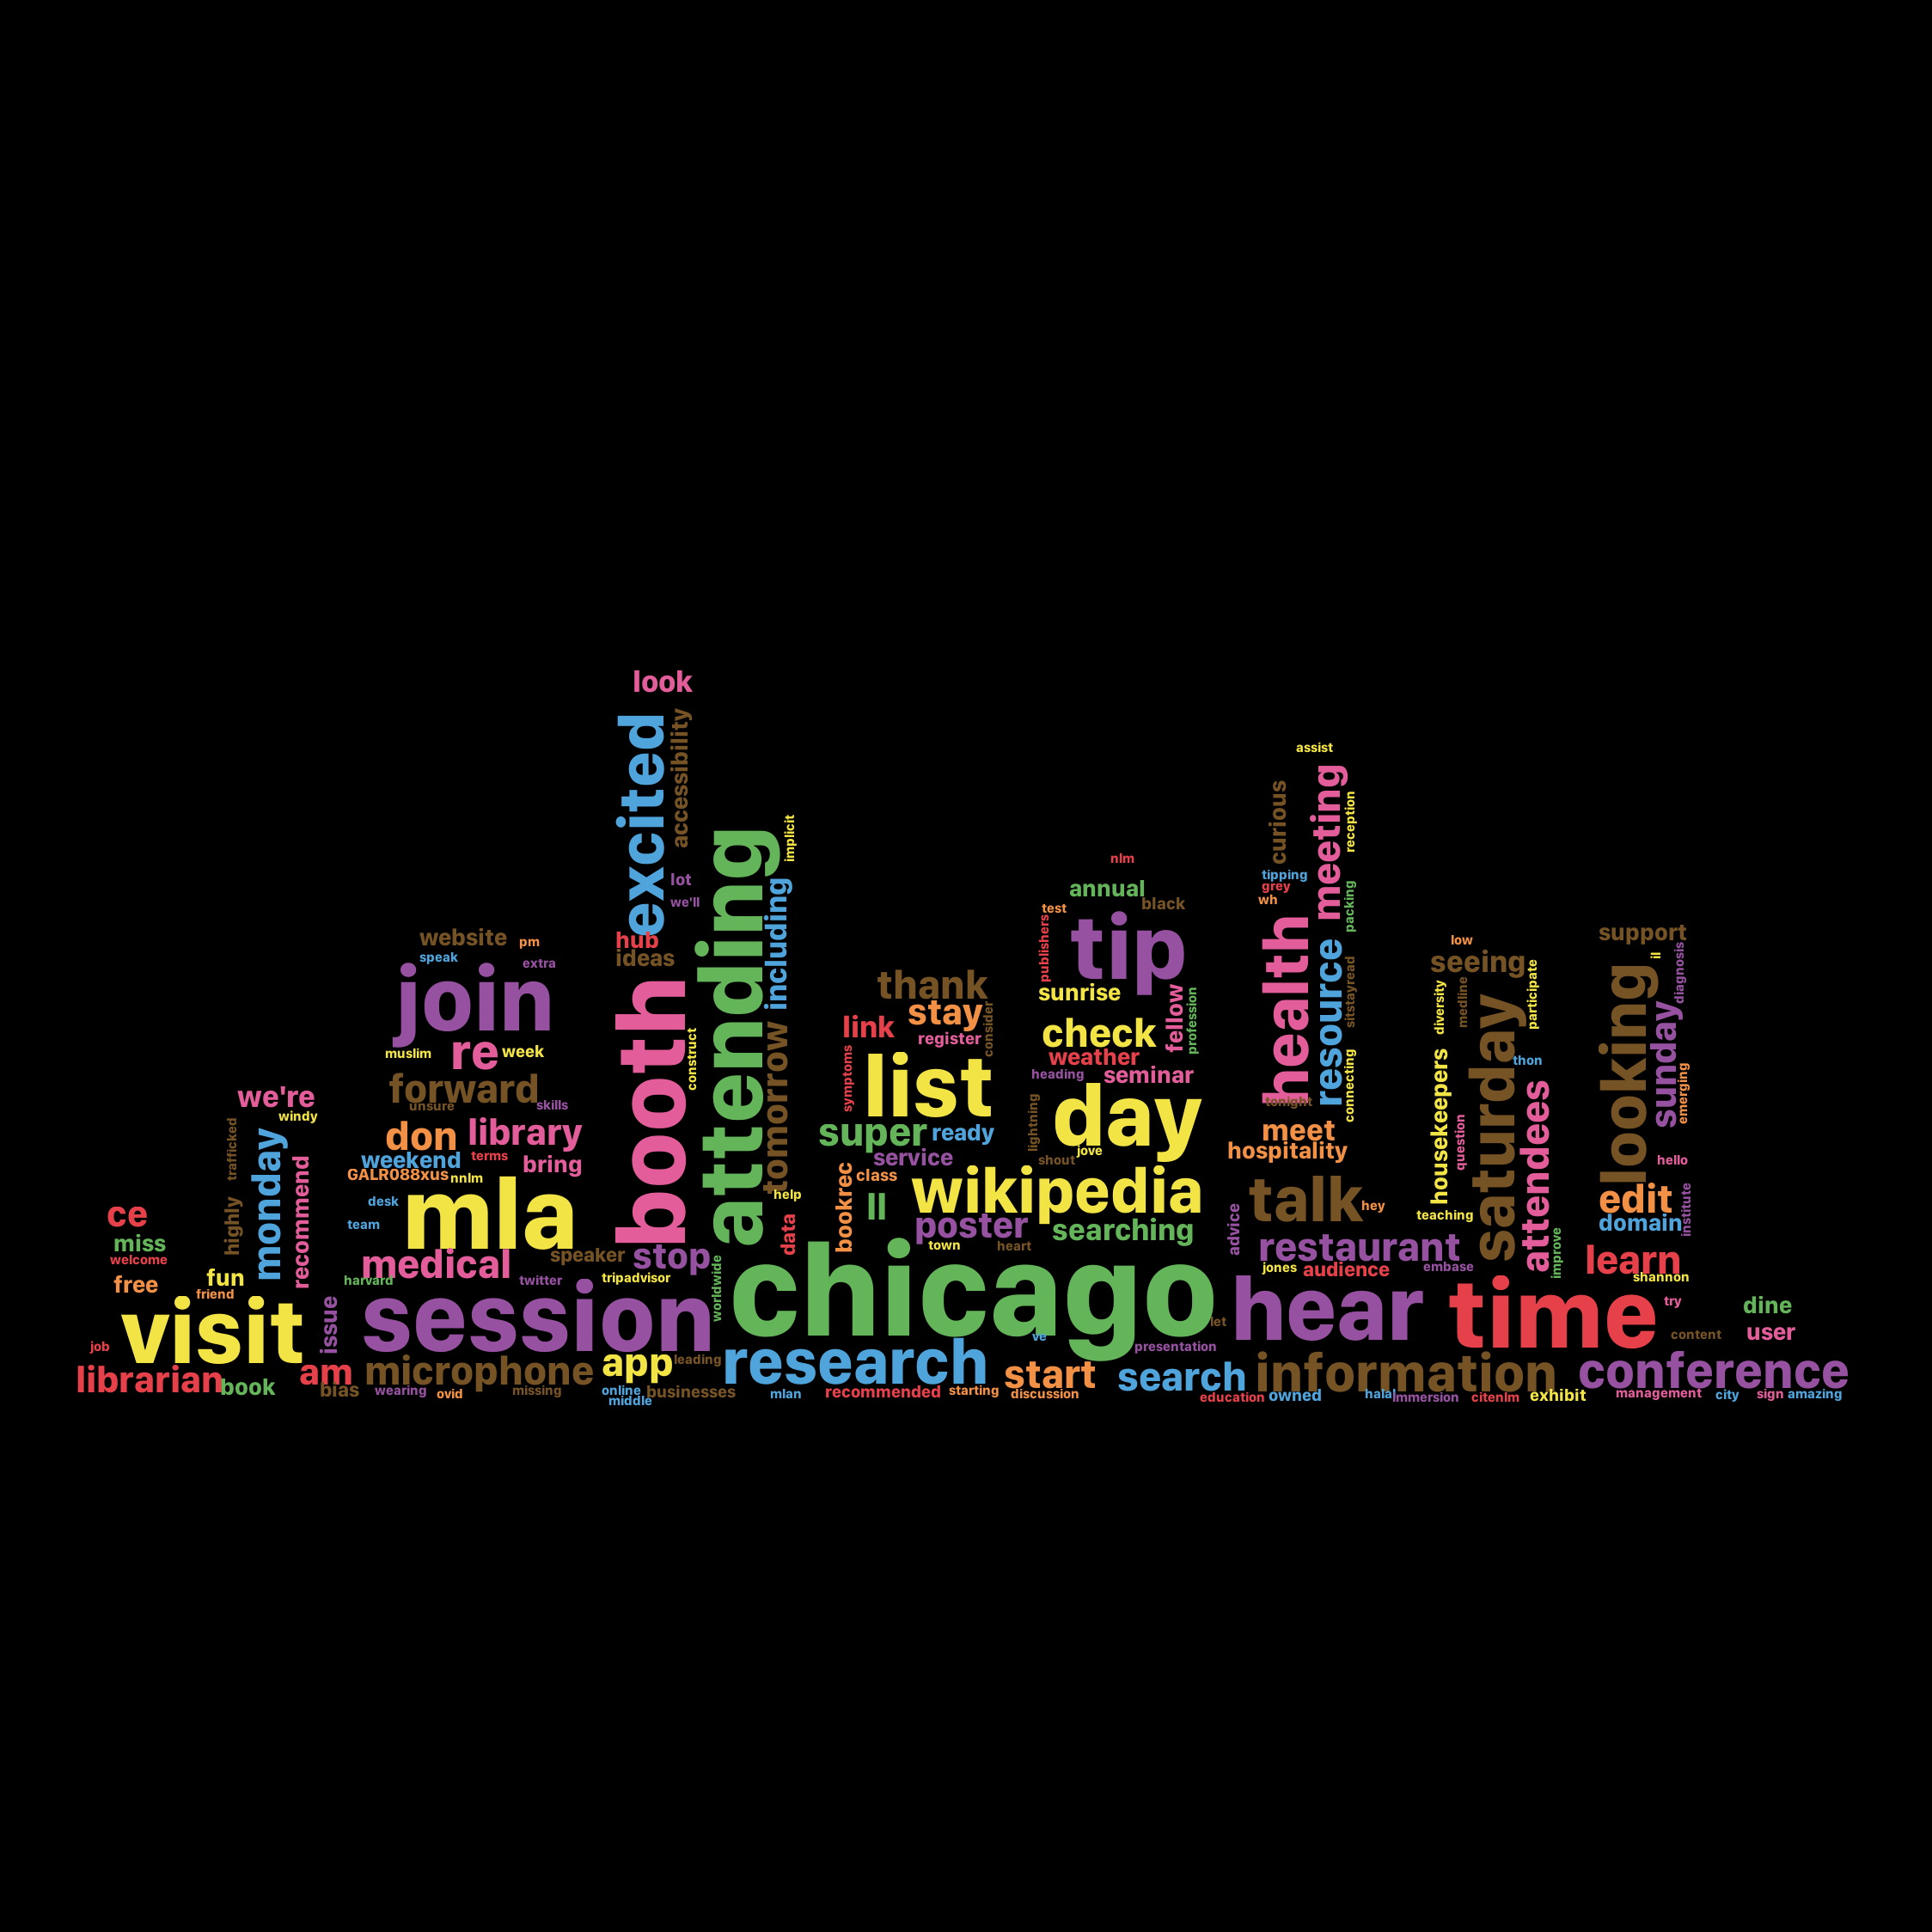 look
excited
accessibility
assist
meeting
curious
reception
implicit
attending
nlm
lot
tipping
including
annual
grey
packing
we'll
wh
black
test
tip
publishers
health
website
pm
hub
support
low
speak
ideas
seeing
extra
resource
sitstayread
looking
il
diagnosis
join
thank
sunrise
diversity
medline
participate
saturday
stay
fellow
profession
link
register
consider
check
sunday
muslim
re
week
construct
booth
tomorrow
symptoms
list
weather
connecting
housekeepers
thon
heading
seminar
emerging
forward
attendees
we're
unsure
skills
lightning
day
tonight
windy
trafficked
monday
don
library
super
ready
meet
question
hospitality
weekend
terms
bring
service
shout
jove
hello
recommend
GALR088xus
nnlm
bookrec
class
wikipedia
talk
highly
desk
mla
help
ll
edit
institute
ce
team
data
poster
searching
advice
hey
teaching
domain
miss
town
heart
restaurant
improve
welcome
medical
speaker
stop
chicago
jones
audience
embase
learn
free
fun
harvard
twitter
tripadvisor
worldwide
shannon
friend
visit
issue
session
let
hear
time
try
dine
job
ve
presentation
content
user
librarian
book
am
microphone
app
leading
research
start
search
information
conference
bias
wearing
ovid
missing
online
businesses
mlan
recommended
starting
discussion
education
owned
halal
immersion
citenlm
exhibit
management
city
sign
amazing
middle